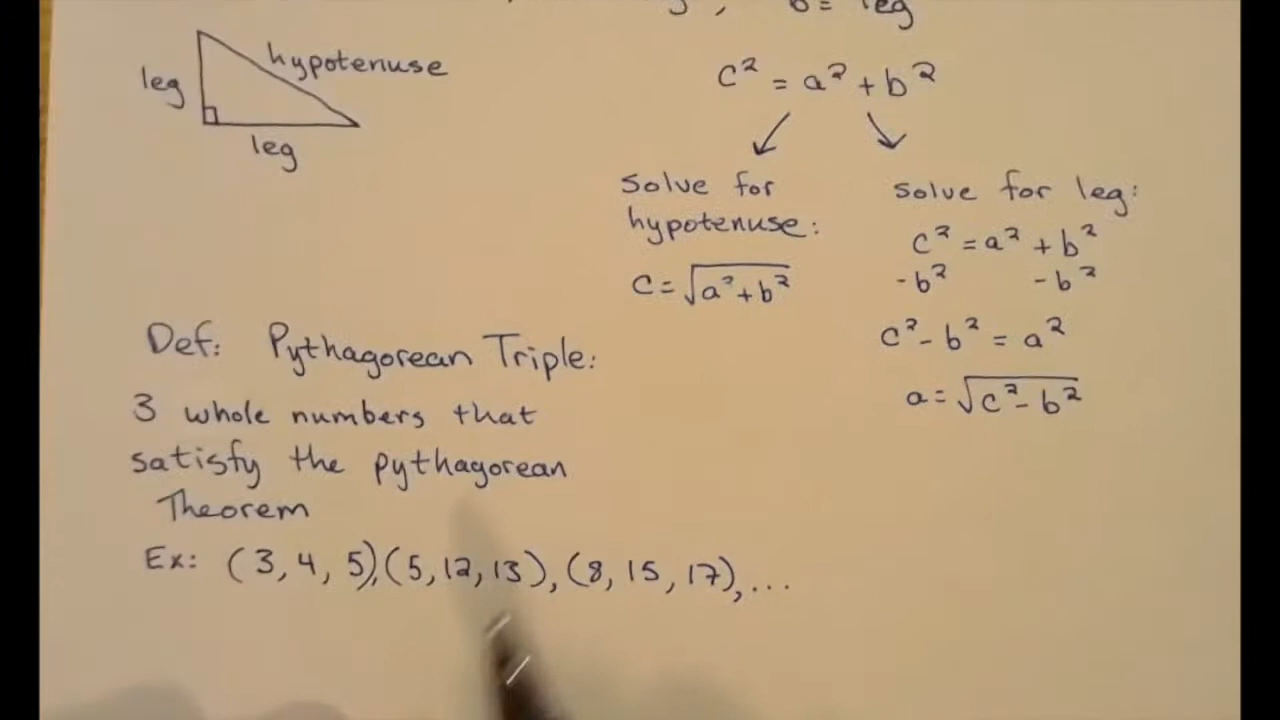 b = leg
leg
hypotenuse
leg
c² = a² + b²
Solve for
hypotenuse:
c = √a² + b²
solve for leg:
c² = a² + b²
-b² -b²
c² - b² = a²
a = √c² - b²
Def: Pythagorean Triple:
3 whole numbers that
satisfy the pythagorean
Theorem
Ex: (3, 4, 5), (5, 12, 13), (8, 15, 17), ...